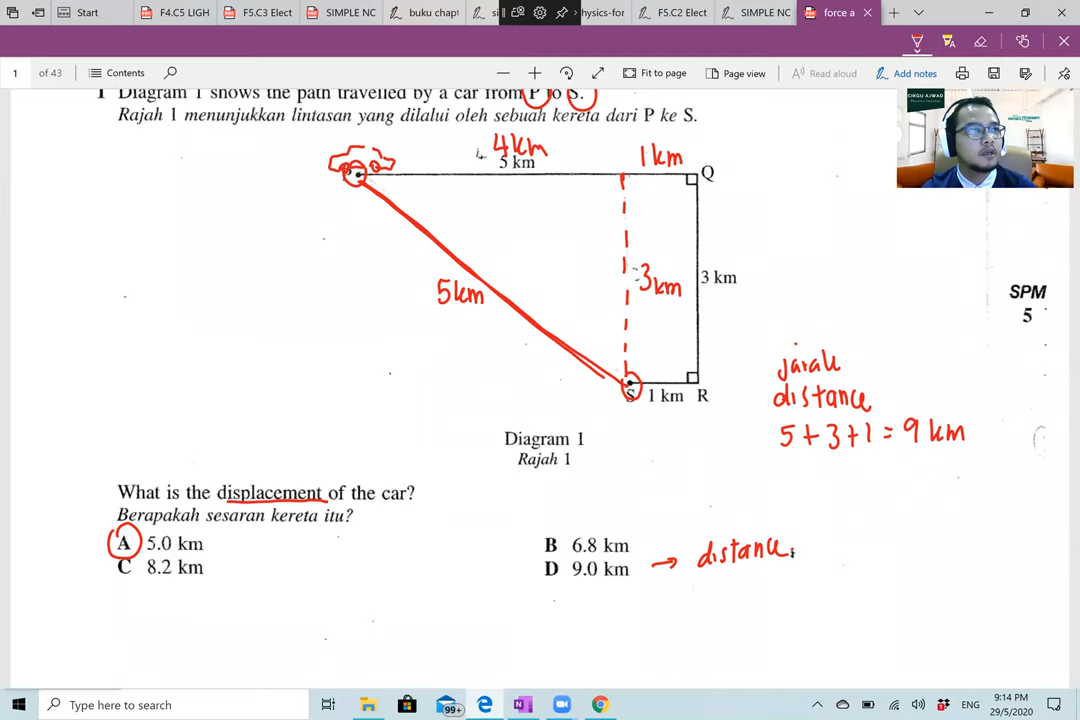 Start
F4.C5 LIGH
F5.C3 Elect
SIMPLE NC
buku chapt
si
hysics-for
F5.C2 Elect
SIMPLE NC
force a
1 of 43
Contents
Fit to page
Page view
Read aloud
Add notes
1 Diagram 1 shows the path travelled by a car from P to S.
Rajah 1 menunjukkan lintasan yang dilalui oleh sebuah kereta dari P ke S.
CIKGU AJWAD
4km
1km
5 km
Q
5km
3km
3 km
S 1 km R
SPM
5
jarak
distance
5+3+1 = 9 km
Diagram 1
Rajah 1
What is the displacement of the car?
Berapakah sesaran kereta itu?
A 5.0 km
B 6.8 km
C 8.2 km
D 9.0 km
→ distance
Type here to search
99+
ENG
9:14 PM
29/5/2020